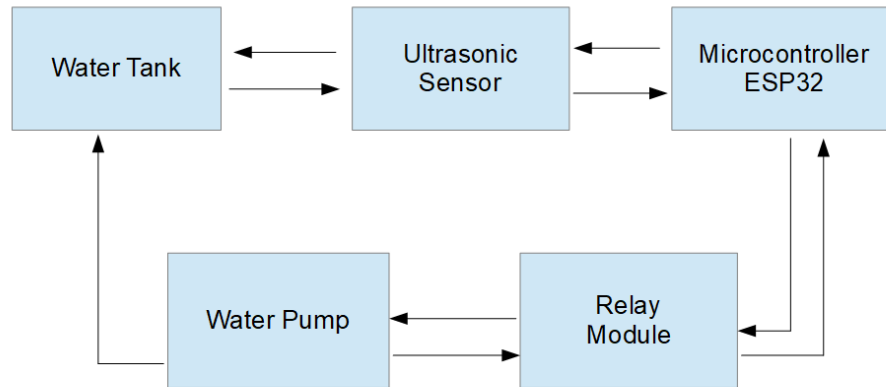 Water Tank
Ultrasonic
Sensor
Microcontroller
ESP32
Water Pump
Relay
Module